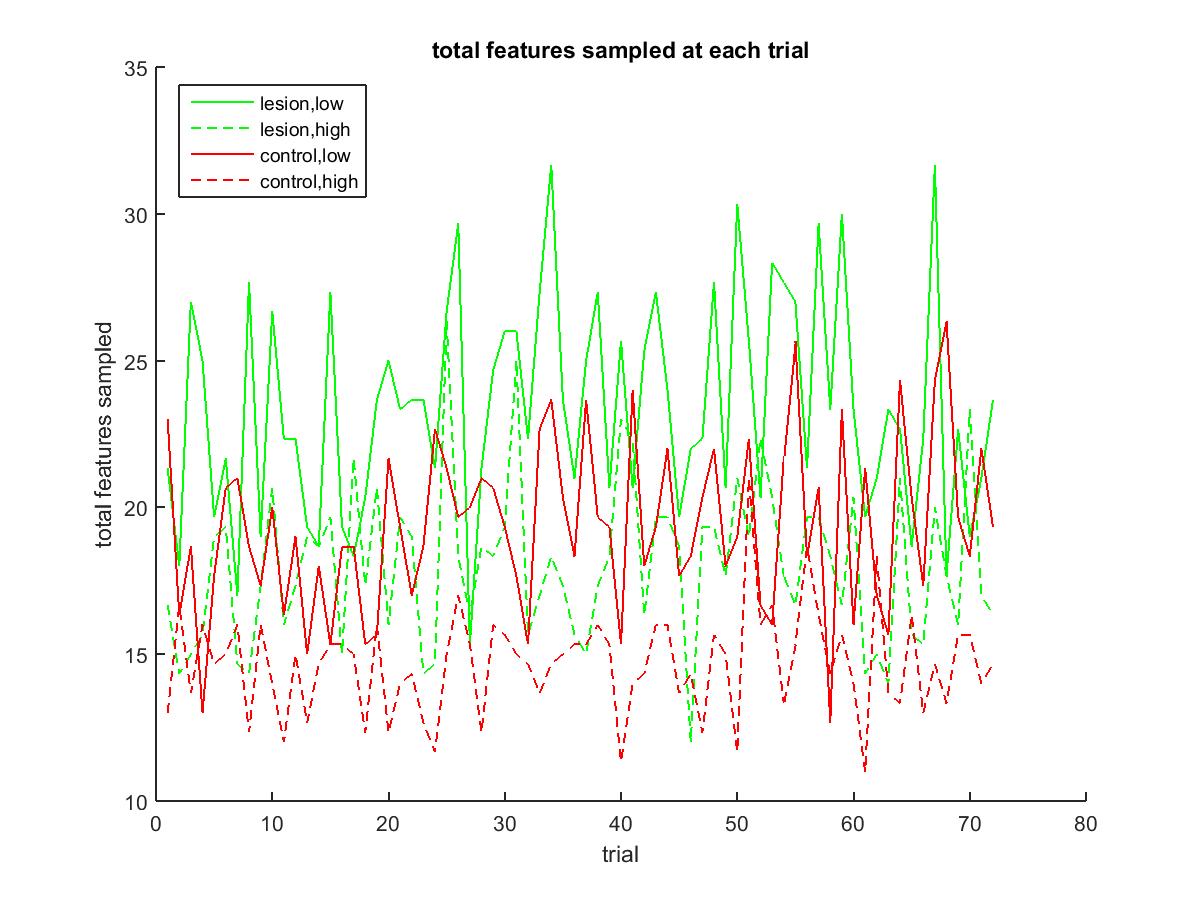 total features sampled at each trial
lesion,low
lesion,high
control,low
control,high
total features sampled
35
30
25
20
15
10
0 10 20 30 40 50 60 70 80
trial